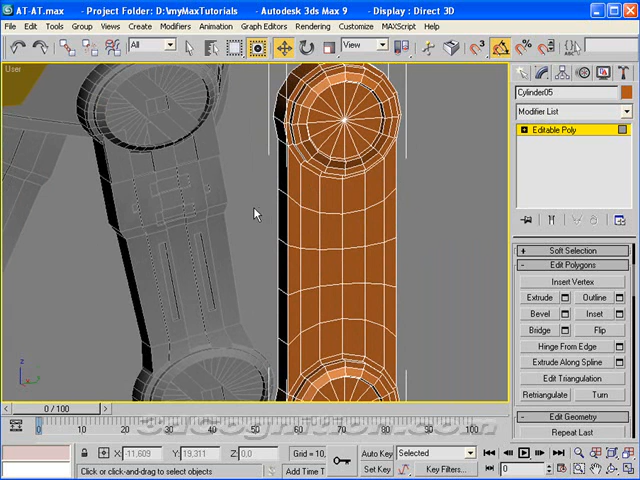 AT-AT.max - Project Folder: D:\myMaxTutorials - Autodesk 3ds Max 9 - Display : Direct 3D
File Edit Tools Group Views Create Modifiers Animation Graph Editors Rendering Customize MAXScript Help
All View 3
User
Cylinder05
Modifier List
Editable Poly
+ Soft Selection
- Edit Polygons
Insert Vertex
Extrude Outline
Bevel Inset
Bridge Flip
Hinge From Edge
Extrude Along Spline
Edit Triangulation
Retriangulate Turn
- Edit Geometry
Repeat Last
z
0 / 100
0 10 20 30 40 50 60 70 80 90 100
X: -11.609 Y: 19.311 Z: 0.0 Grid = 10, Auto Key Selected
Click or click-and-drag to select objects Add Time T Set Key Key Filters... 0